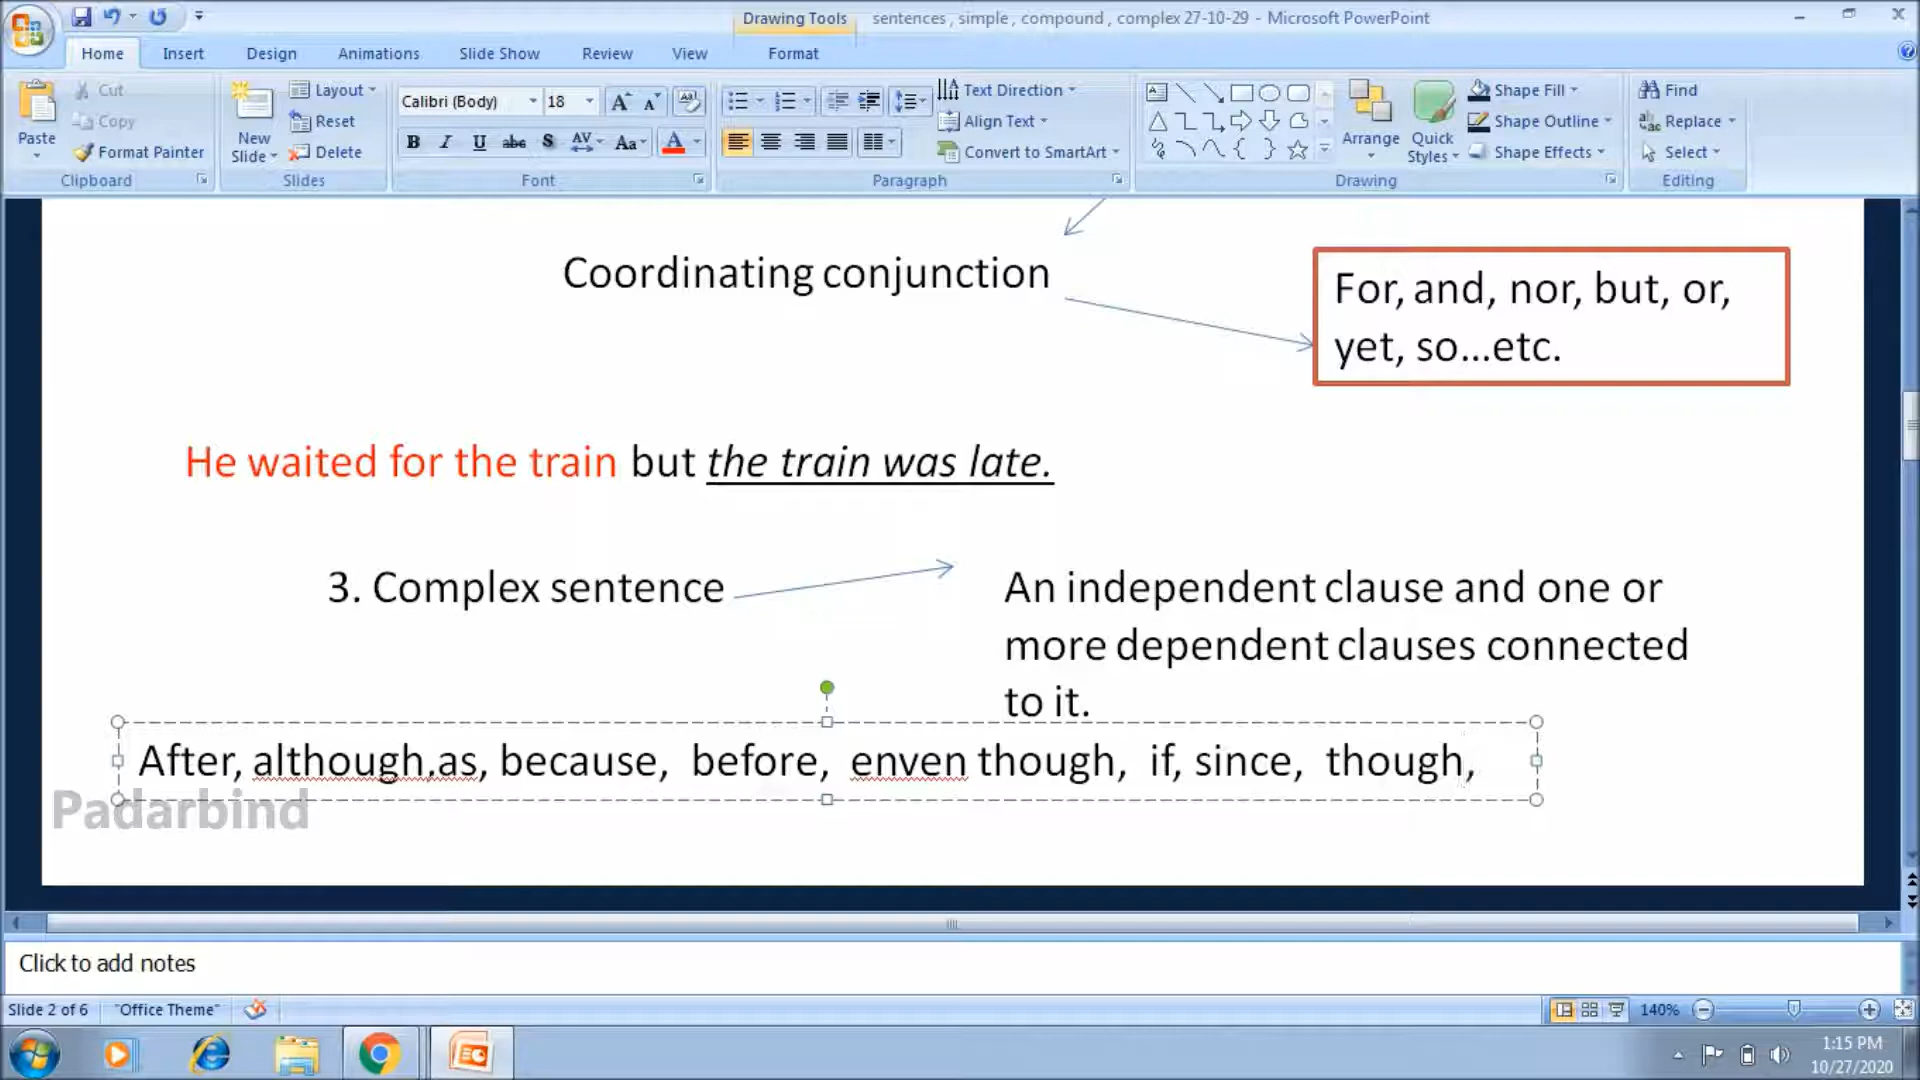 Drawing Tools
sentences , simple , compound , complex 27-10-29 - Microsoft PowerPoint
Home Insert Design Animations Slide Show Review View Format
Paste
Cut
Copy
Format Painter
Clipboard
New Slide
Layout
Reset
Delete
Slides
Calibri (Body) 18
B I U abc S AV Aa A
Font
Text Direction
Align Text
Convert to SmartArt
Paragraph
Arrange
Quick Styles
Shape Fill
Shape Outline
Shape Effects
Drawing
Find
Replace
Select
Editing
Coordinating conjunction
For, and, nor, but, or,
yet, so...etc.
He waited for the train but the train was late.
3. Complex sentence
An independent clause and one or
more dependent clauses connected
to it.
After, although,as, because, before, enven though, if, since, though,
Padarbind
Click to add notes
Slide 2 of 6 "Office Theme" 140%
1:15 PM
10/27/2020